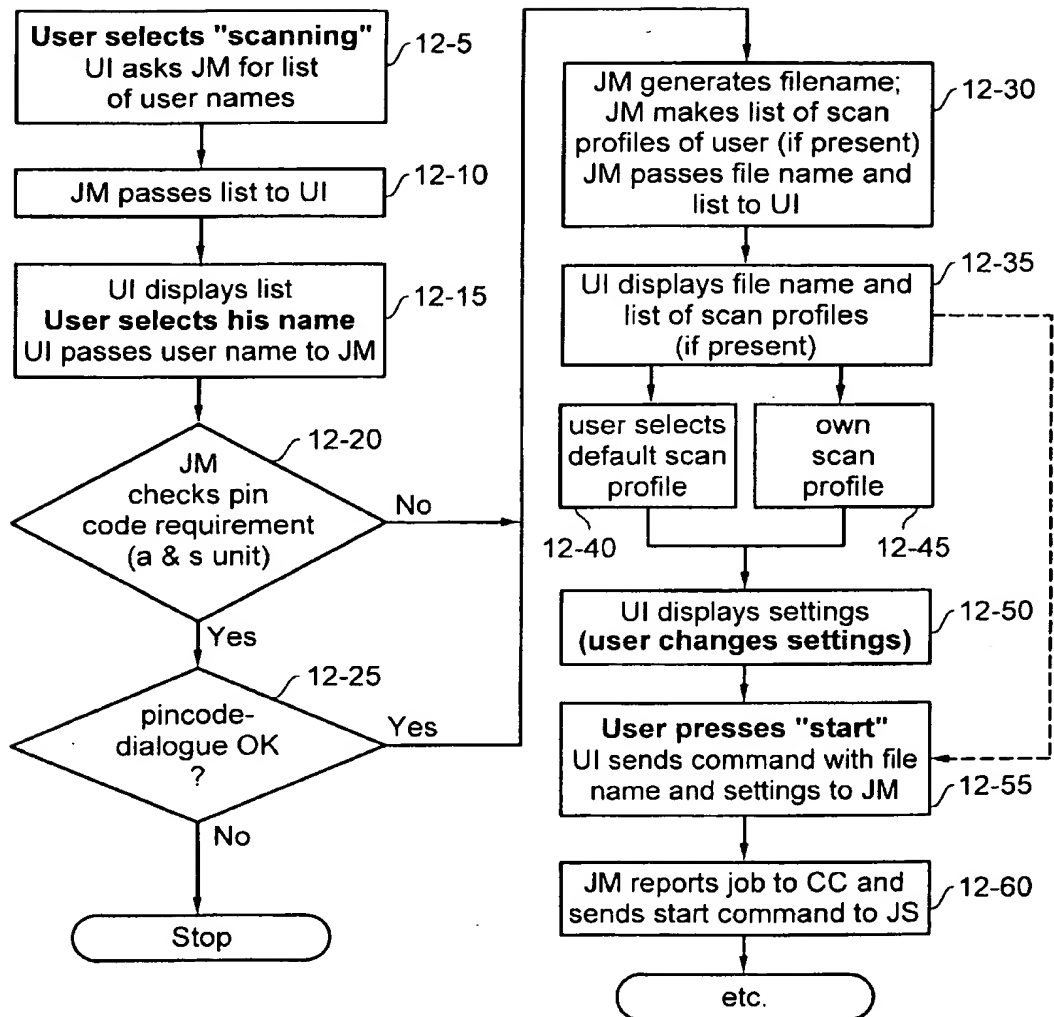 User selects "scanning"
UI asks JM for list
of user names
12-5
JM passes list to UI
12-10
UI displays list
User selects his name
UI passes user name to JM
12-15
JM
checks pin
code requirement
(a & s unit)
12-20
No
Yes
pincode-
dialogue OK
?
12-25
Yes
No
Stop
JM generates filename;
JM makes list of scan
profiles of user (if present)
JM passes file name and
list to UI
12-30
UI displays file name and
list of scan profiles
(if present)
12-35
user selects
default scan
profile
12-40
own
scan
profile
12-45
UI displays settings
(user changes settings)
12-50
User presses "start"
UI sends command with file
name and settings to JM
12-55
JM reports job to CC and
sends start command to JS
12-60
etc.